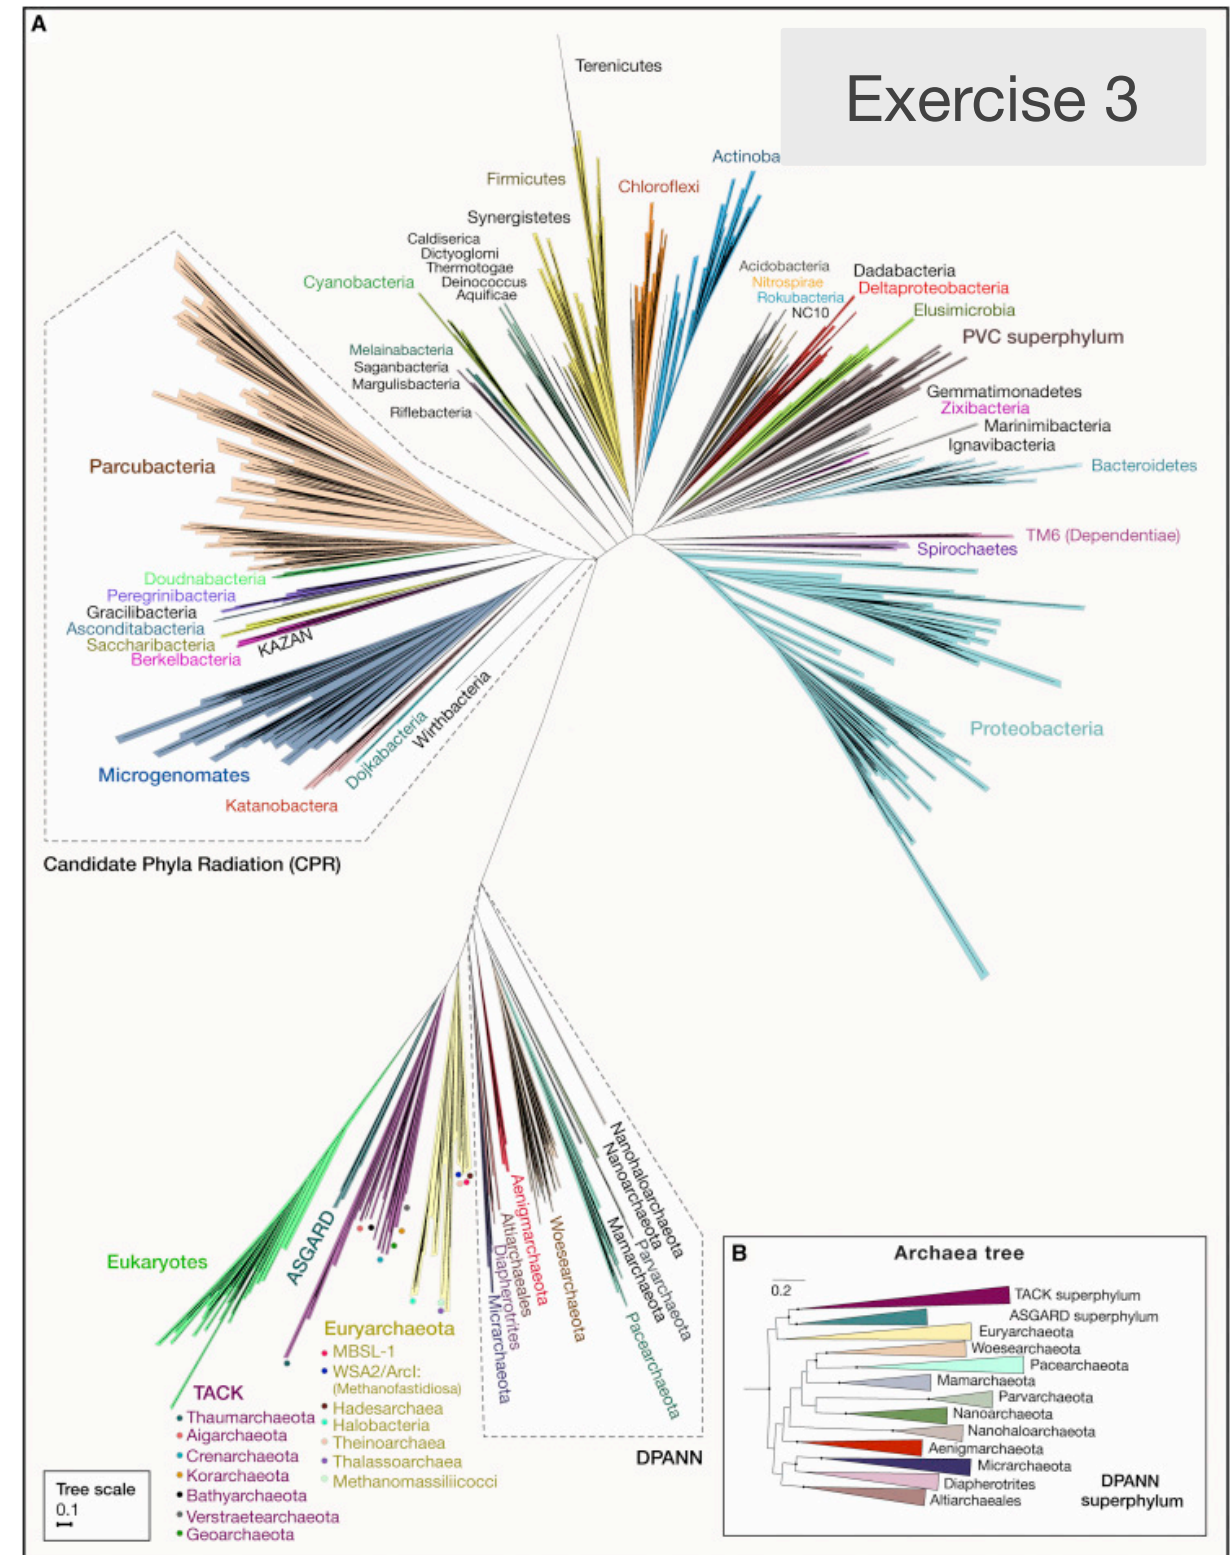 A
Exercise 3
Terenicutes
Actinoba
Firmicutes
Chloroflexi
Synergistetes
Caldiserica
Dictyoglomi
Thermotogae
Deinococcus
Aquificae
Cyanobacteria
Acidobacteria
Nitrospirae
Rokubacteria
NC10
Dadabacteria
Deltaproteobacteria
Elusimicrobia
PVC superphylum
Melainabacteria
Saganbacteria
Margulisbacteria
Riflebacteria
Gemmatimonadetes
Zixibacteria
Marinimibacteria
Ignavibacteria
Bacteroidetes
Parcubacteria
TM6 (Dependentiae)
Spirochaetes
Doudnabacteria
Peregrinibacteria
Gracilibacteria
Asconditabacteria
Saccharibacteria
Berkelbacteria
KAZAN
Proteobacteria
Microgenomates
Katanobactera
Dojkabacteria
Wirthbacteria
Candidate Phyla Radiation (CPR)
Eukaryotes
ASGARD
Nanohaloarchaeota
Nanoarchaeota
Parvarchaeota
Mamarchaeota
Pacearchaeota
Woesearchaeota
Aenigmarchaeota
Altiarchaeales
Diapherotrites
Micrarchaeota
DPANN
Euryarchaeota
MBSL-1
WSA2/ArcI:
(Methanofastidiosa)
Hadesarchaea
Halobacteria
Theinoarchaea
Thalassoarchaea
Methanomassiliicocci
TACK
Thaumarchaeota
Aigarchaeota
Crenarchaeota
Korarchaeota
Bathyarchaeota
Verstraetearchaeota
Geoarchaeota
Tree scale
0.1
B
Archaea tree
0.2
TACK superphylum
ASGARD superphylum
Euryarchaeota
Woesearchaeota
Pacearchaeota
Mamarchaeota
Parvarchaeota
Nanoarchaeota
Nanohaloarchaeota
Aenigmarchaeota
Micrarchaeota
Diapherotrites
Altiarchaeales
DPANN
superphylum